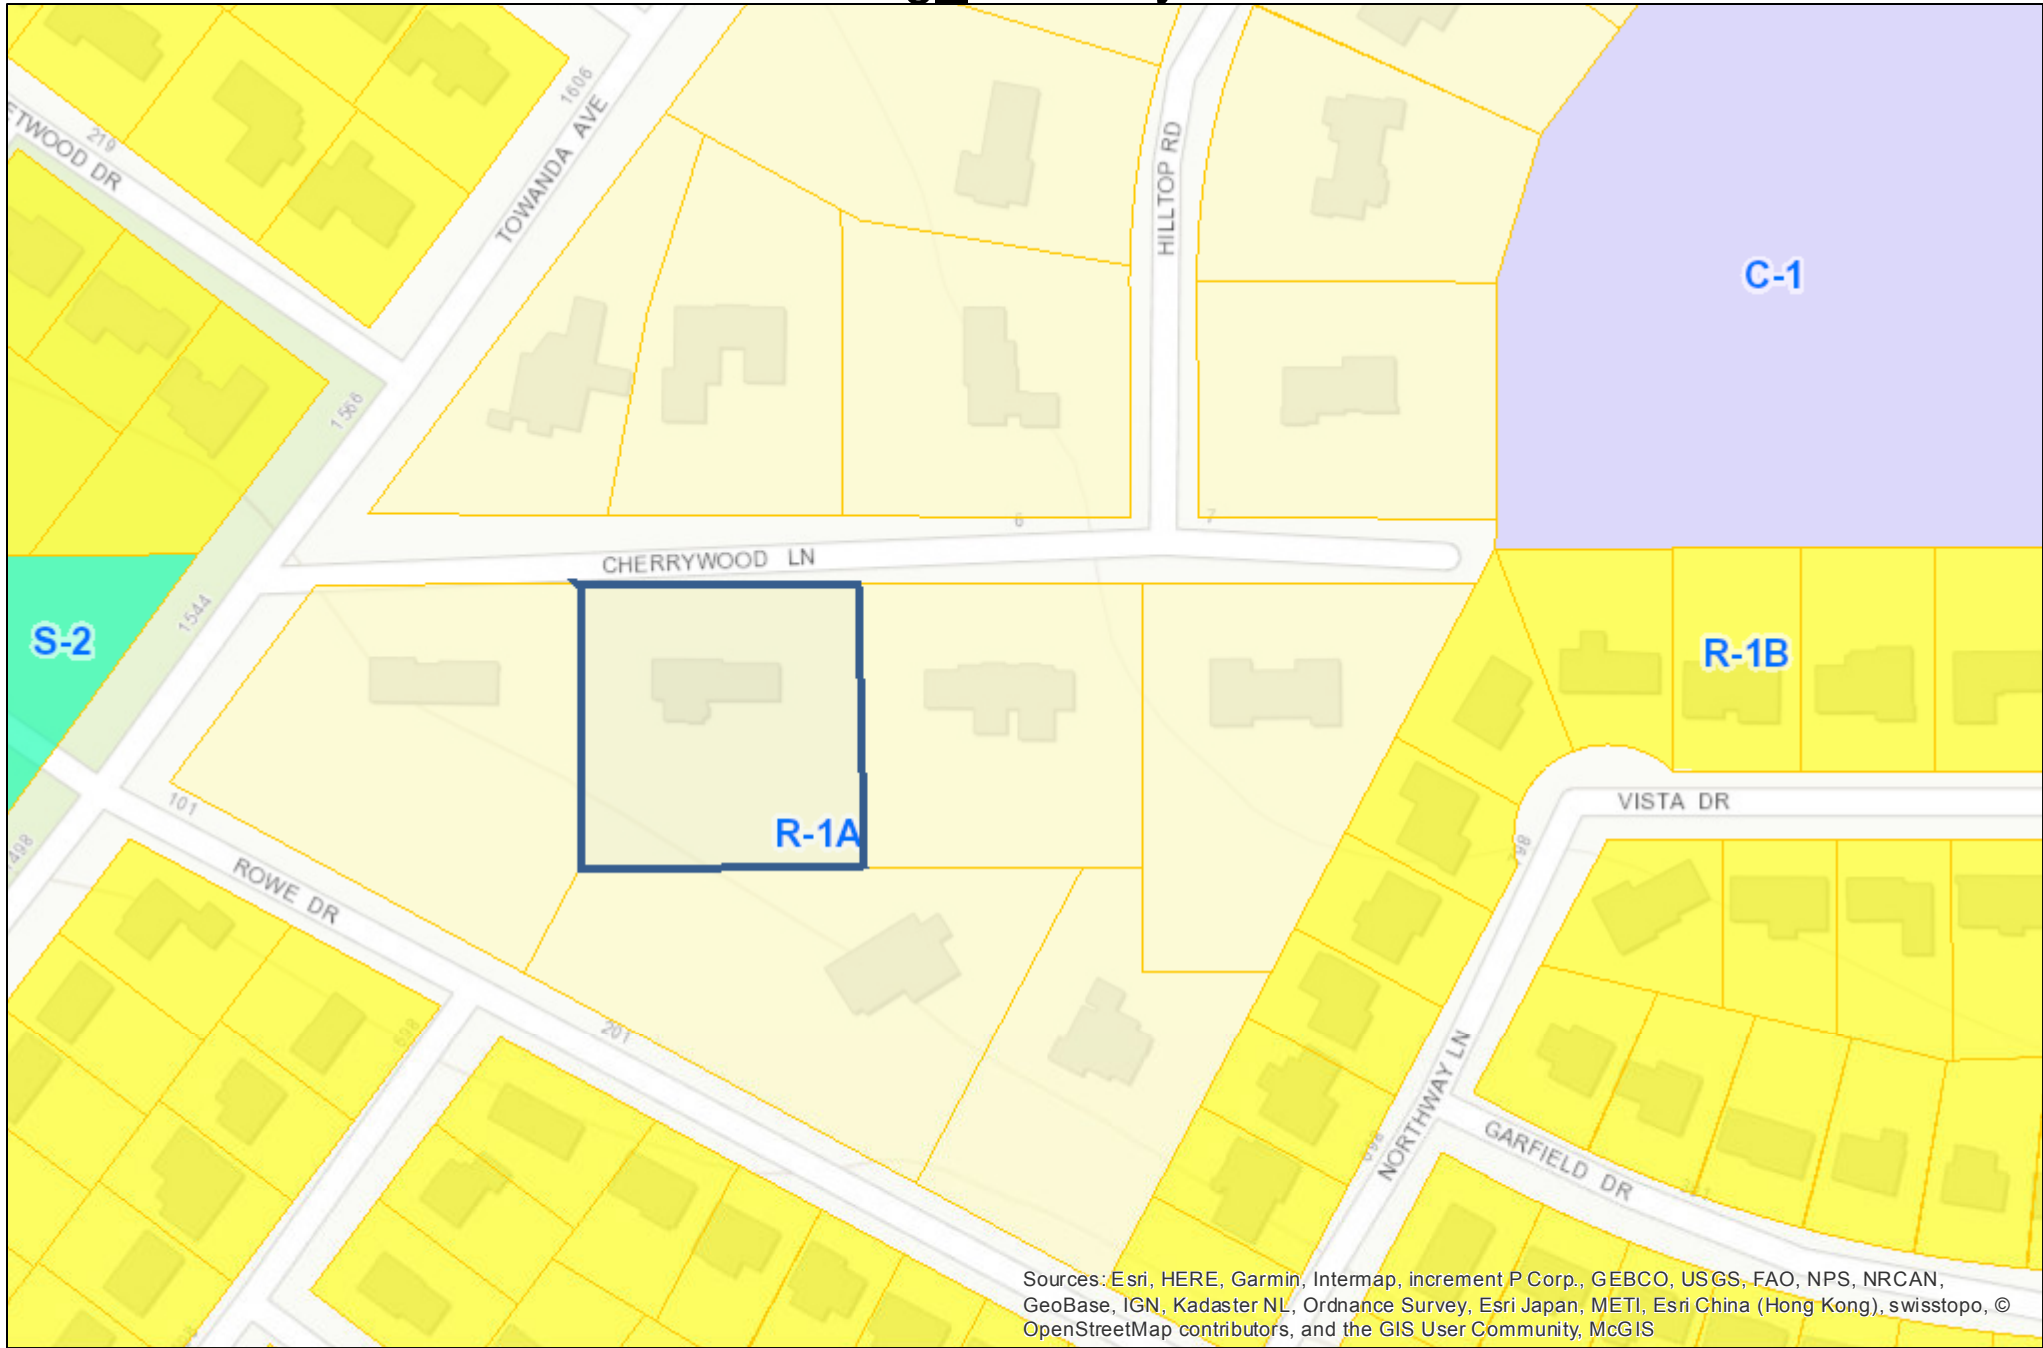 1606
219
ETWOOD DR
TOWANDA AVE
HILLTOP RD
C-1
1566
6
7
CHERRYWOOD LN
1544
S-2
R-1B
101
R-1A
VISTA DR
ROWE DR
698
201
NORTHWAY LN
GARFIELD DR
698
Sources: Esri, HERE, Garmin, Intermap, increment P Corp., GEBCO, USGS, FAO, NPS, NRCAN,
GeoBase, IGN, Kadaster NL, Ordnance Survey, Esri Japan, METI, Esri China (Hong Kong), swisstopo, ©
OpenStreetMap contributors, and the GIS User Community, McGIS